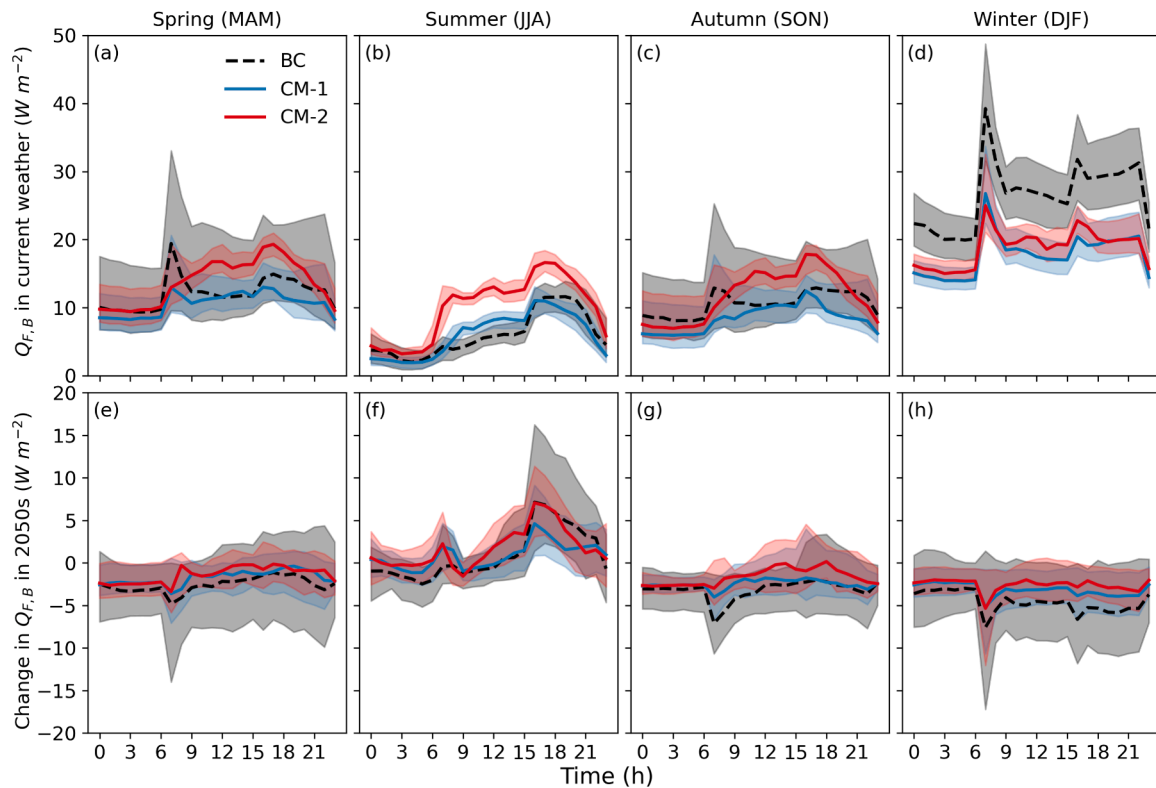 Spring (MAM)
Summer (JJA)
Autumn (SON)
Winter (DJF)
Q_{F,B} in current weather (W m^{-2})
50
40
30
20
10
0
(a)
BC
CM-1
CM-2
(b)
(c)
(d)
Change in Q_{F,B} in 2050s (W m^{-2})
20
15
10
5
0
−5
−10
−15
−20
(e)
(f)
(g)
(h)
0 3 6 9 12 15 18 21
0 3 6 9 12 15 18 21
0 3 6 9 12 15 18 21
0 3 6 9 12 15 18 21
Time (h)